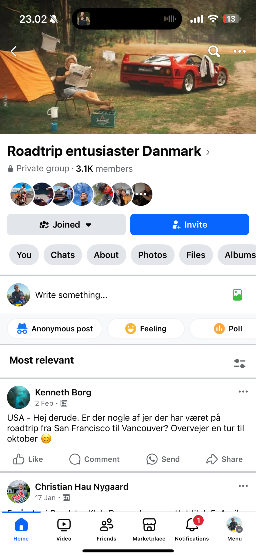 23.02
13
Roadtrip entusiaster Danmark
Private group · 3.1K members
Joined
Invite
You
Chats
About
Photos
Files
Albums
Write something...
Anonymous post
Feeling
Poll
Most relevant
Kenneth Borg
2 Feb ·
USA - Hej derude. Er der nogle af jer der har været på
roadtrip fra San Francisco til Vancouver? Overvejer en tur til
oktober 😊
Like
Comment
Send
Share
Christian Hau Nygaard
17 Jan ·
Home
Video
Friends
Marketplace
1
Notifications
Menu